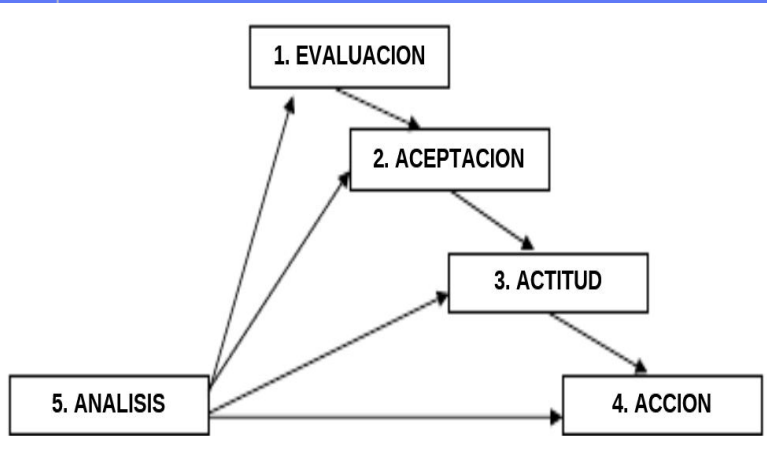 1. EVALUACION
2. ACEPTACION
3. ACTITUD
5. ANALISIS
4. ACCION